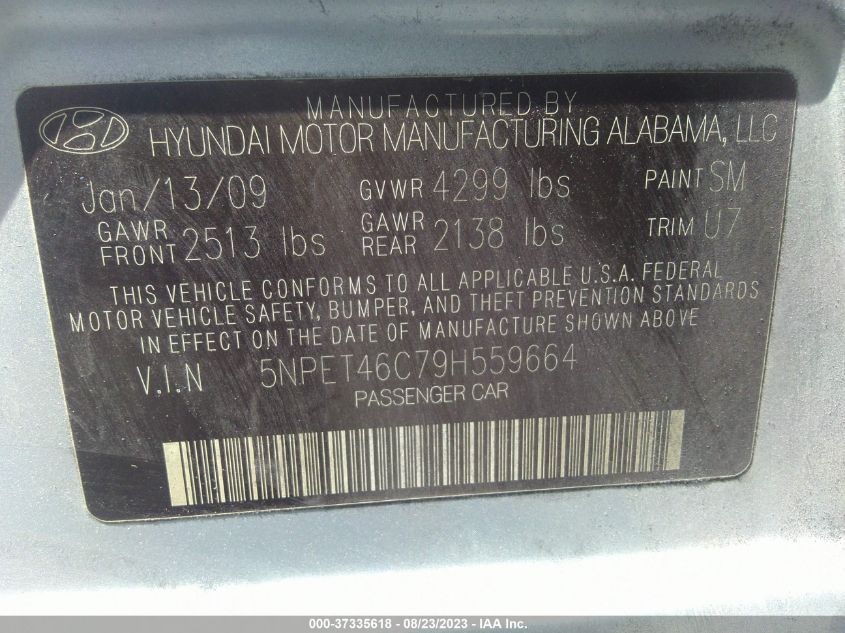 MANUFACTURED BY
HYUNDAI MOTOR MANUFACTURING ALABAMA, LLC
Jan/13/09 GVWR 4299 lbs PAINT SM
GAWR FRONT 2513 lbs GAWR REAR 2138 lbs TRIM U7
THIS VEHICLE CONFORMS TO ALL APPLICABLE U.S.A. FEDERAL
MOTOR VEHICLE SAFETY, BUMPER, AND THEFT PREVENTION STANDARDS
IN EFFECT ON THE DATE OF MANUFACTURE SHOWN ABOVE
V.I.N 5NPET46C79H559664
PASSENGER CAR
000-37335618 - 08/23/2023 - IAA Inc.